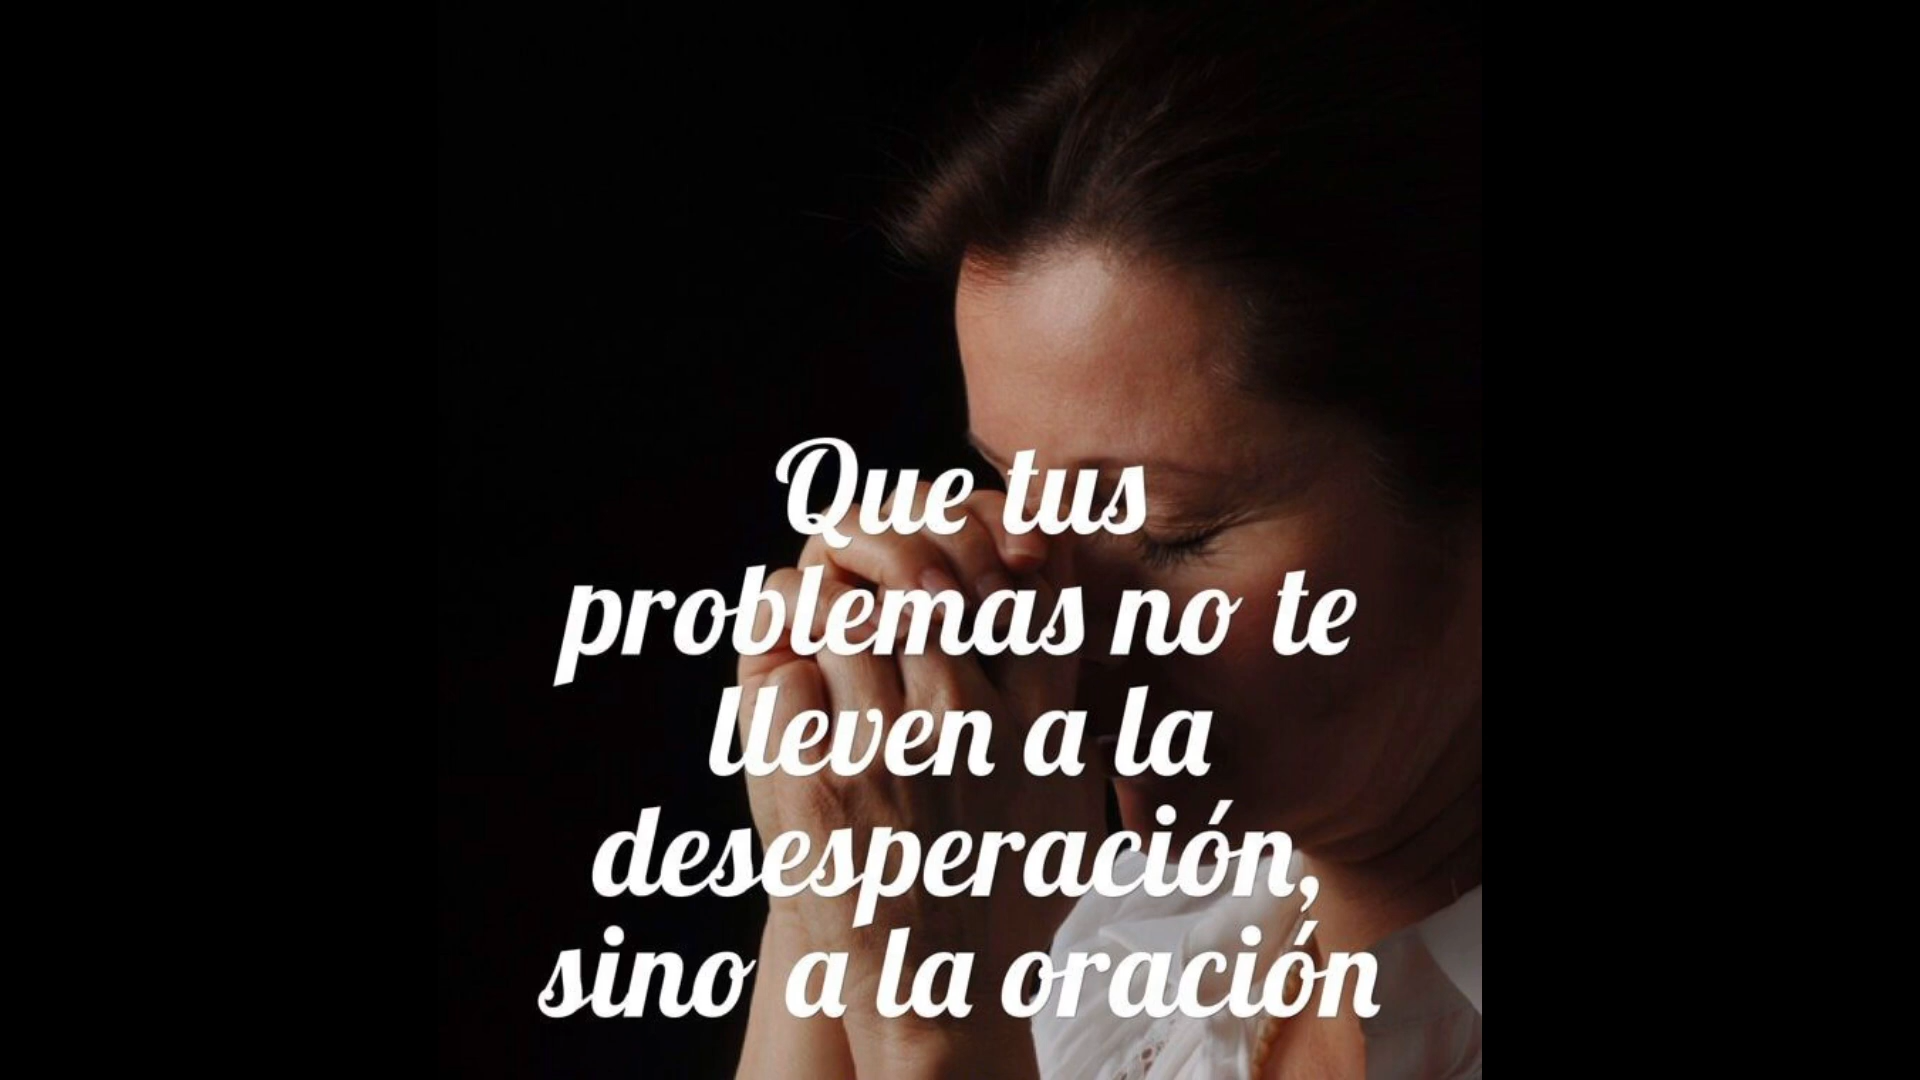 Que tus
problemas no te
lleven a la
desesperación,
sino a la oración